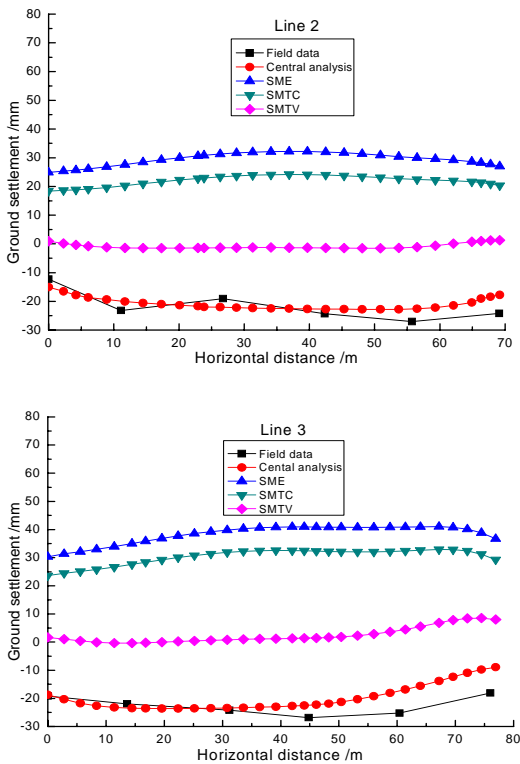 Line 2
Field data
Central analysis
SME
SMTC
SMTV
80
70
60
50
40
30
20
10
0
-10
-20
-30
Ground settlement /mm
0
10
20
30
40
50
60
70
Horizontal distance /m
Line 3
Field data
Cental analysis
SME
SMTC
SMTV
80
70
60
50
40
30
20
10
0
-10
-20
-30
Ground settlement /mm
0
10
20
30
40
50
60
70
80
Horizontal distance /m